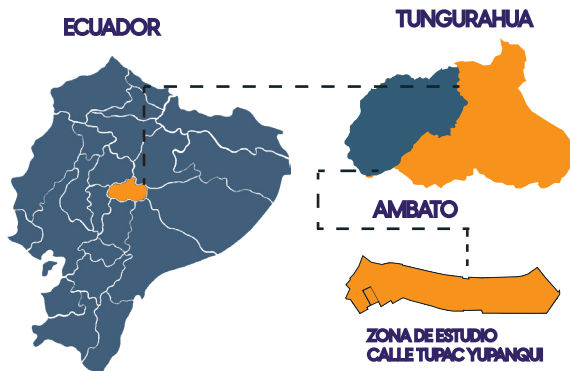 ECUADOR
TUNGURAHUA
AMBATO
ZONA DE ESTUDIO
CALLE TUPAC YUPANQUI